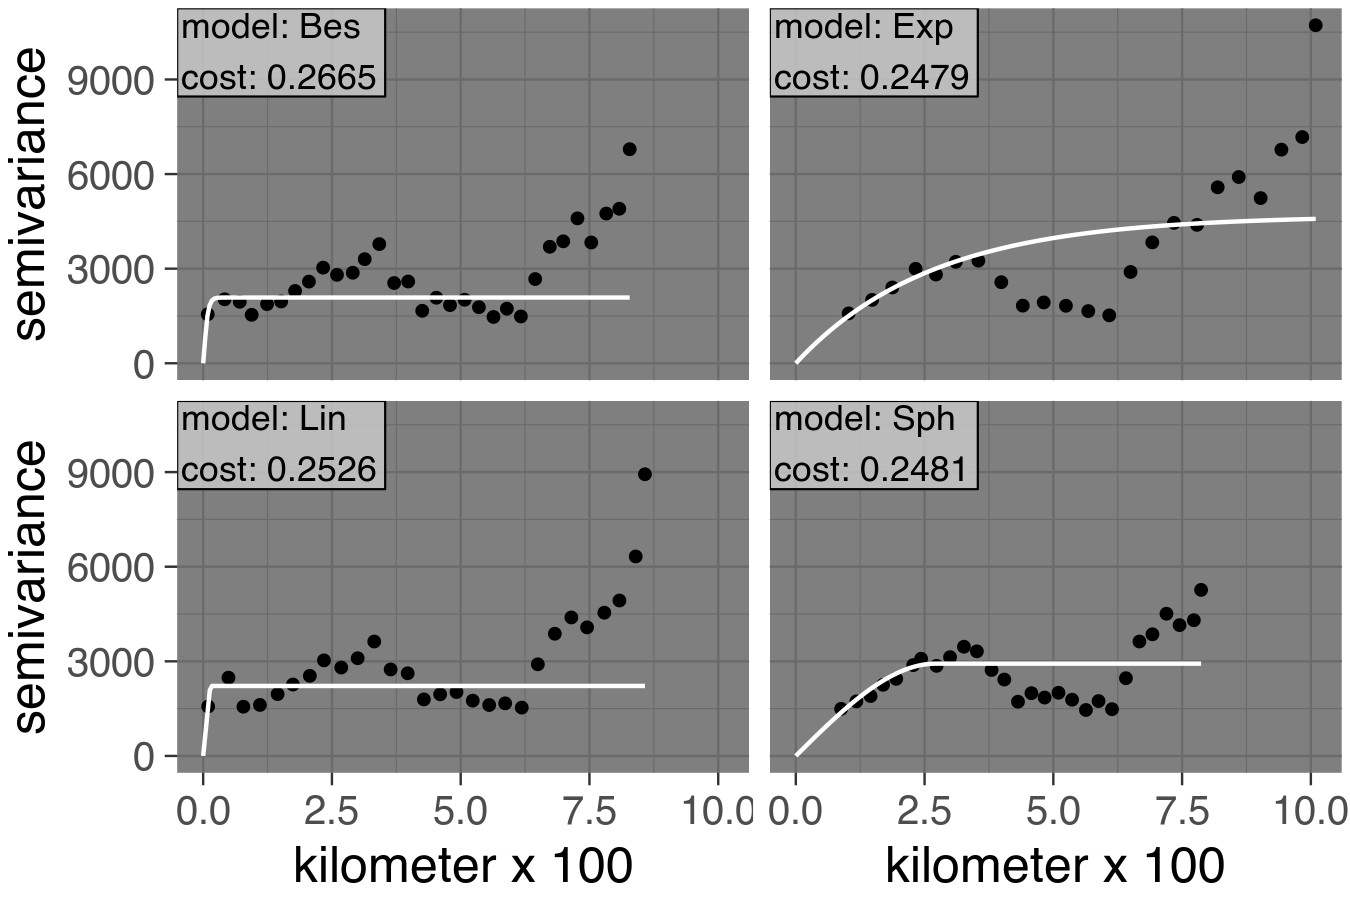 model: Bes
cost: 0.2665
model: Exp
cost: 0.2479
semivariance
9000
6000
3000
0
model: Lin
cost: 0.2526
model: Sph
cost: 0.2481
semivariance
9000
6000
3000
0
0.0 2.5 5.0 7.5 10.0
0.0 2.5 5.0 7.5 10.0
kilometer x 100
kilometer x 100